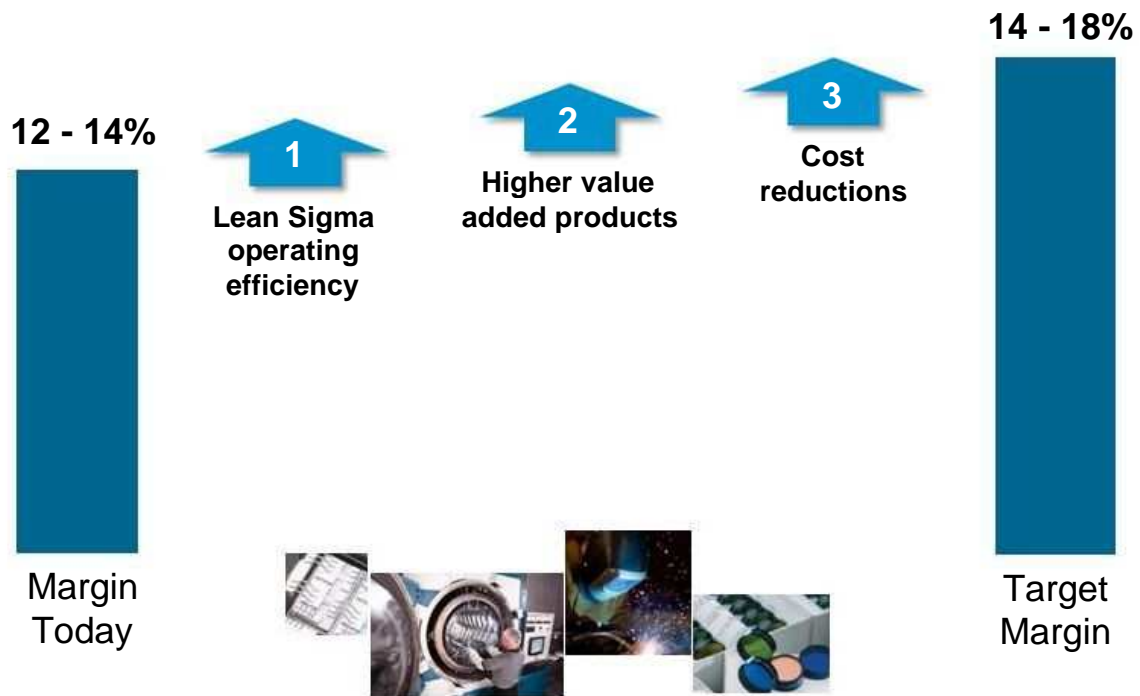 12 - 14%
Margin
Today
1
Lean Sigma
operating
efficiency
2
Higher value
added products
3
Cost
reductions
14 - 18%
Target
Margin